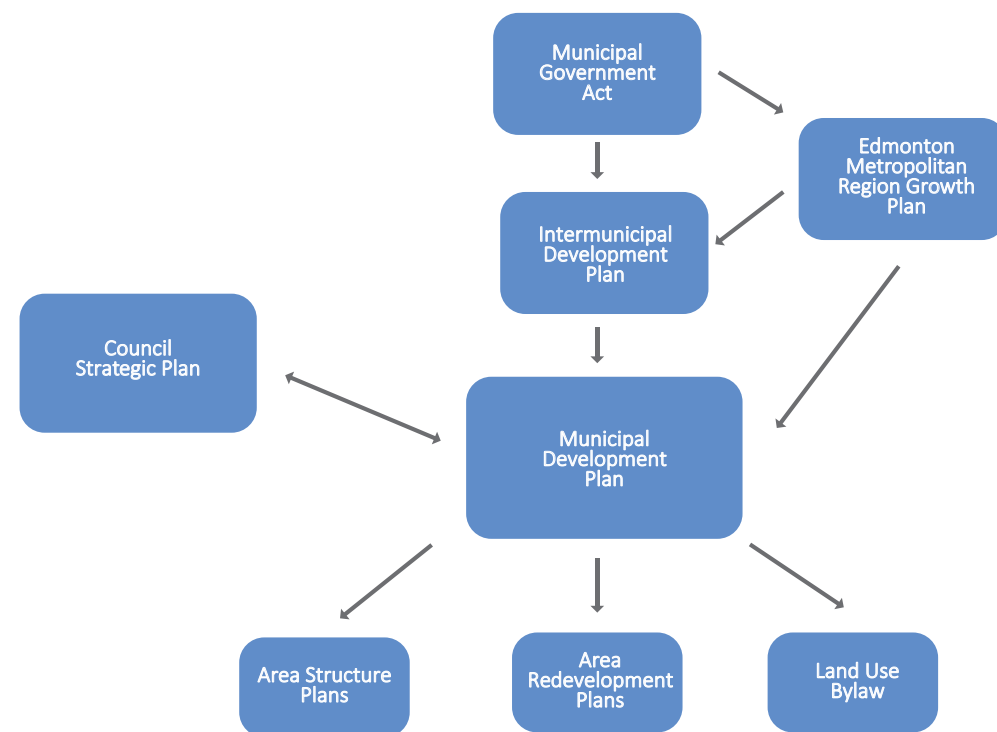 Municipal
Government
Act
Edmonton
Metropolitan
Region Growth
Plan
Intermunicipal
Development
Plan
Council
Strategic Plan
Municipal
Development
Plan
Area Structure
Plans
Area
Redevelopment
Plans
Land Use
Bylaw